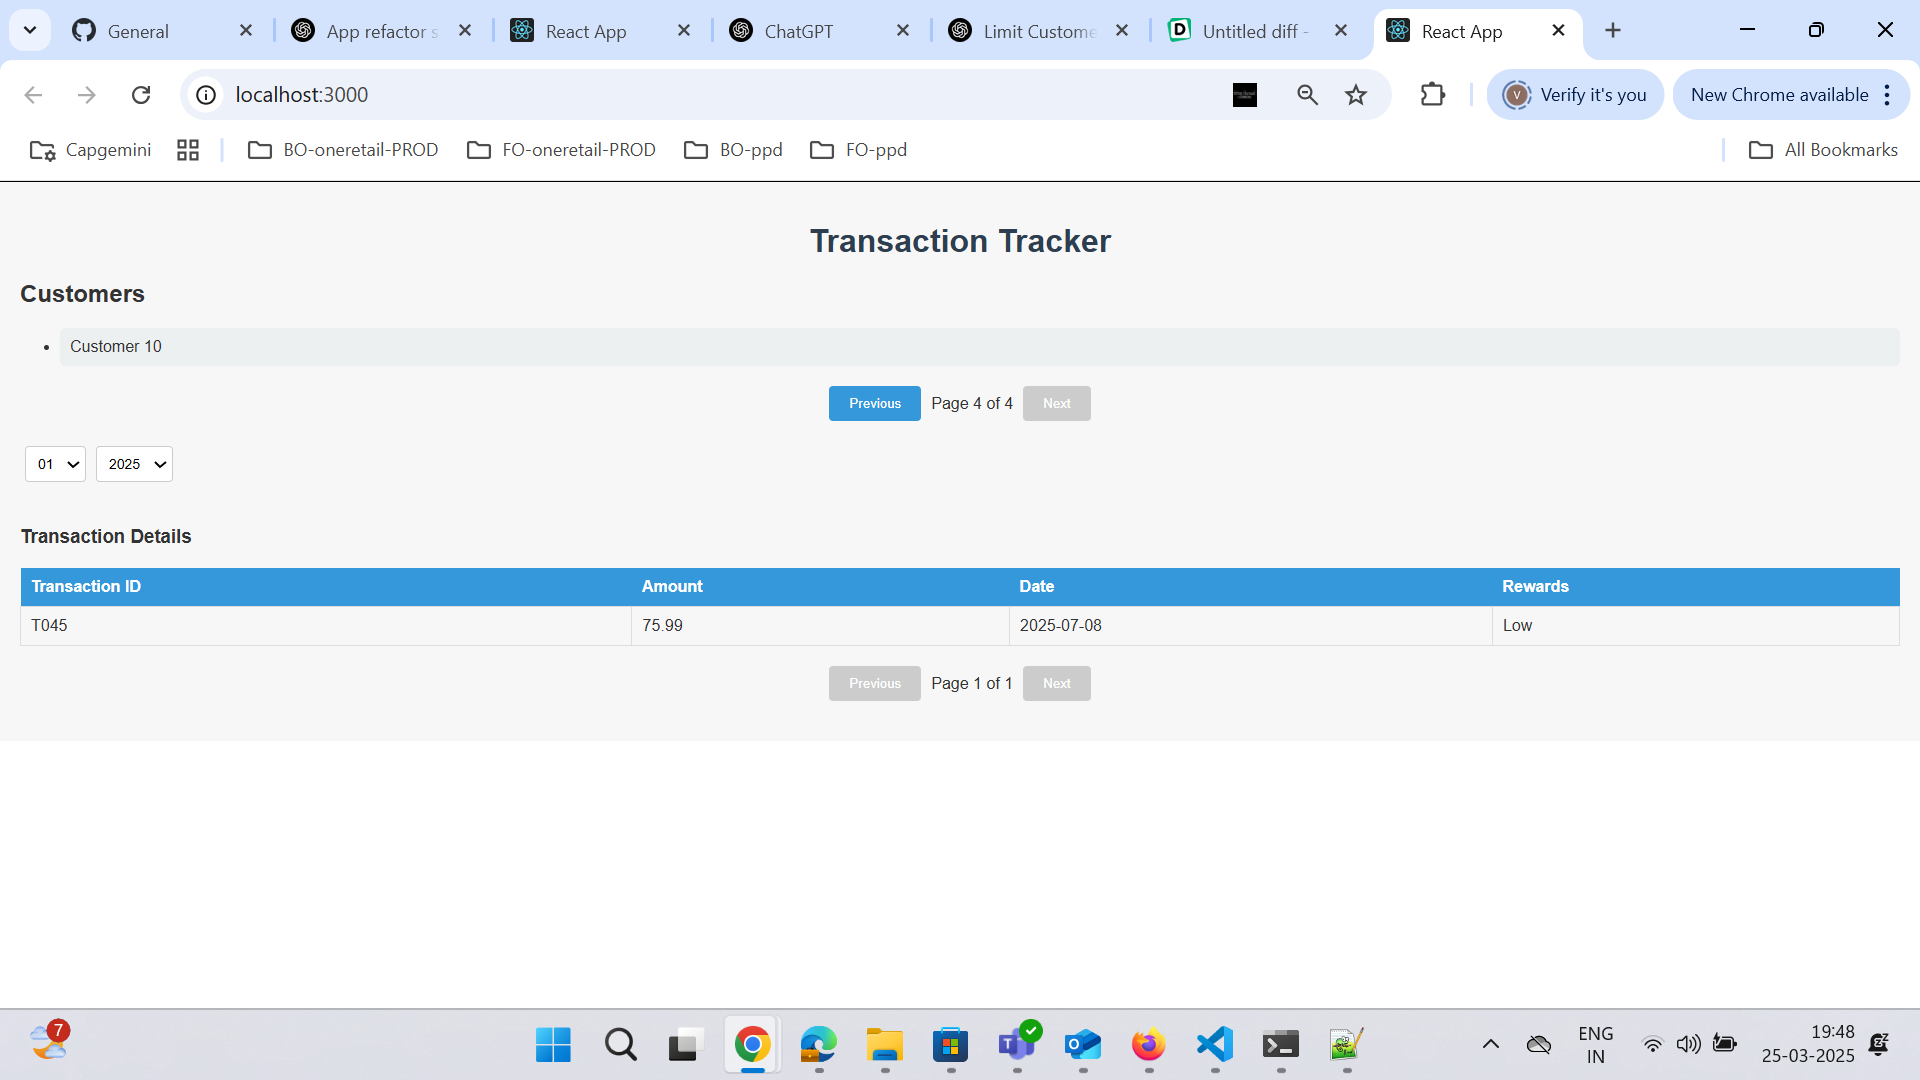 General
App refactor s
React App
ChatGPT
Limit Custome
Untitled diff -
React App
localhost:3000
V
Verify it's you
New Chrome available
Capgemini
BO-oneretail-PROD
FO-oneretail-PROD
BO-ppd
FO-ppd
All Bookmarks
Transaction Tracker
Customers
• Customer 10
Previous Page 4 of 4 Next
01 2025
Transaction Details
Transaction ID Amount Date Rewards
T045 75.99 2025-07-08 Low
Previous Page 1 of 1 Next
7
ENG
IN
19:48
25-03-2025